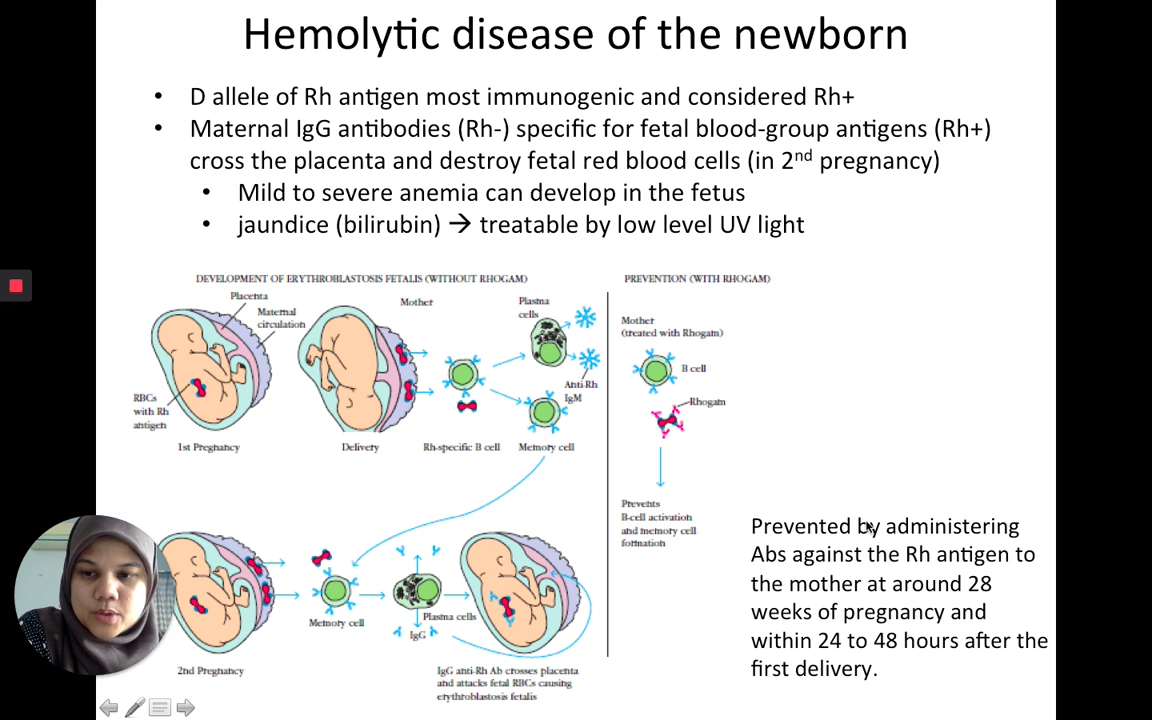 Hemolytic disease of the newborn
• D allele of Rh antigen most immunogenic and considered Rh+
• Maternal IgG antibodies (Rh-) specific for fetal blood-group antigens (Rh+)
cross the placenta and destroy fetal red blood cells (in 2nd pregnancy)
• Mild to severe anemia can develop in the fetus
• jaundice (bilirubin) → treatable by low level UV light
DEVELOPMENT OF ERYTHROBLASTOSIS FETALIS (WITHOUT RHOGAM)
Placenta
Maternal
circulation
RBCs
with Rh
antigen
1st Pregnancy
Mother
Delivery
Rh-specific B cell
Plasma
cells
Anti-Rh
IgM
Memory cell
2nd Pregnancy
Memory cell
Plasma cells
IgG
IgG anti-Rh Ab crosses placenta
and attacks fetal RBCs causing
erythroblastosis fetalis
PREVENTION (WITH RHOGAM)
Mother
(treated with Rhogam)
B cell
Rhogam
Prevents
B-cell activation
and memory cell
formation
Prevented by administering
Abs against the Rh antigen to
the mother at around 28
weeks of pregnancy and
within 24 to 48 hours after the
first delivery.